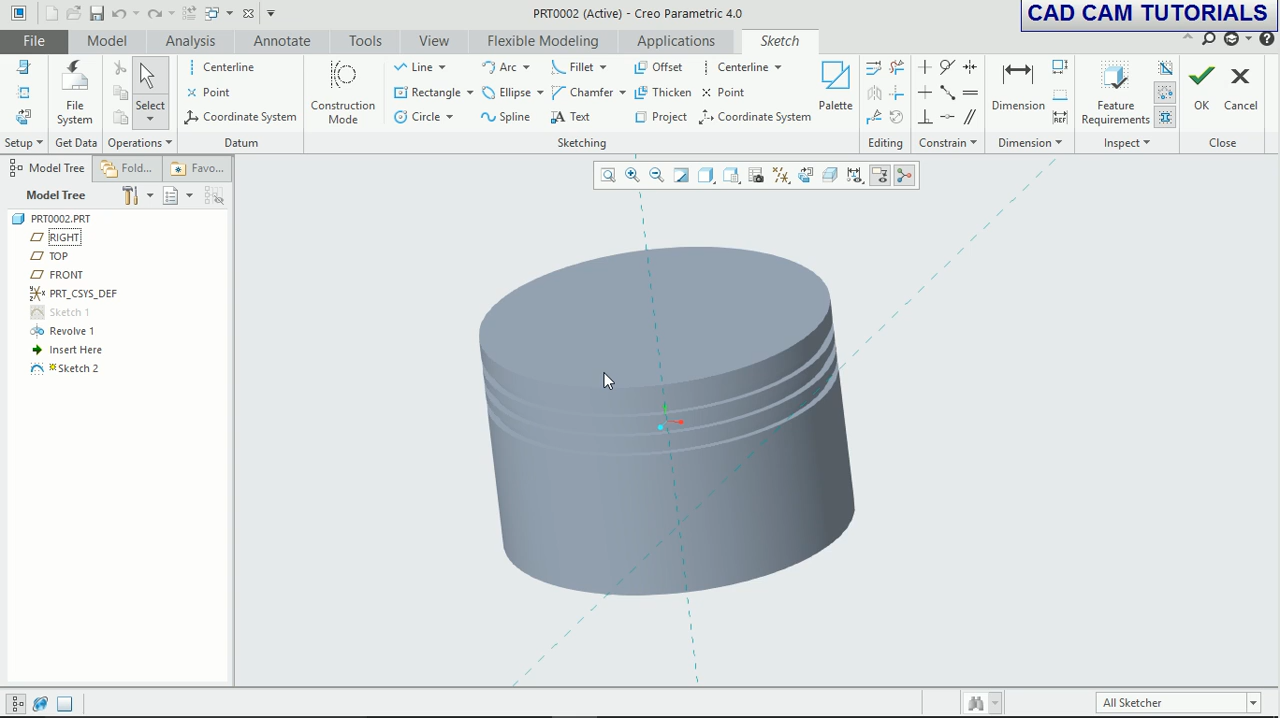 PRT0002 (Active) - Creo Parametric 4.0
CAD CAM TUTORIALS
File Model Analysis Annotate Tools View Flexible Modeling Applications Sketch
Centerline Line Arc Fillet Offset Centerline
Point Rectangle Ellipse Chamfer Thicken Point
File System Select Coordinate System Construction Mode Circle Spline Text Project Coordinate System Palette Dimension REF Feature Requirements OK Cancel
Setup Get Data Operations Datum Sketching Editing Constrain Dimension Inspect Close
Model Tree Fold... Favo...
Model Tree
PRT0002.PRT
RIGHT
TOP
FRONT
PRT_CSYS_DEF
Sketch 1
Revolve 1
Insert Here
Sketch 2
All Sketcher